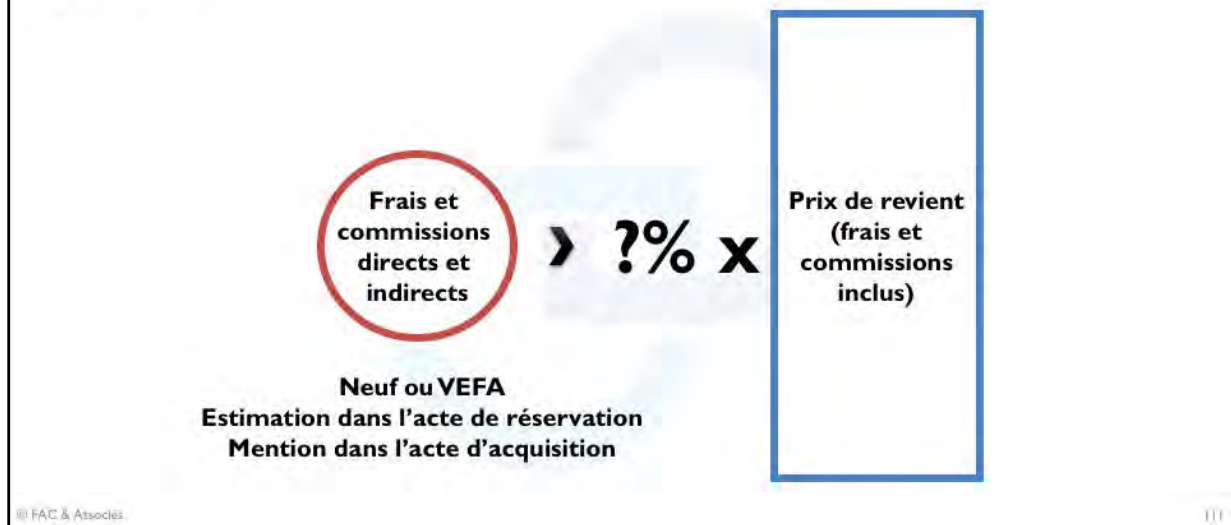 Frais et
commissions
directs et
indirects
› ?% x
Prix de revient
(frais et
commissions
inclus)
Neuf ou VEFA
Estimation dans l'acte de réservation
Mention dans l'acte d'acquisition
© FAC & Associés
111